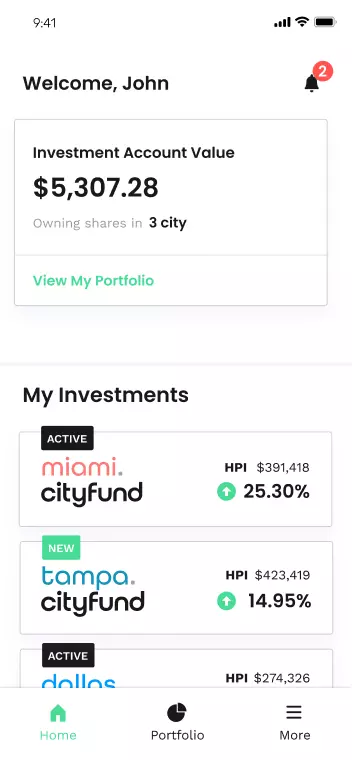 9:41
Welcome, John
2
Investment Account Value
$5,307.28
Owning shares in 3 city
View My Portfolio
My Investments
ACTIVE
miami.
cityfund
HPI $391,418
25.30%
NEW
tampa.
cityfund
HPI $423,419
14.95%
ACTIVE
dallas
HPI $274,326
Home
Portfolio
More